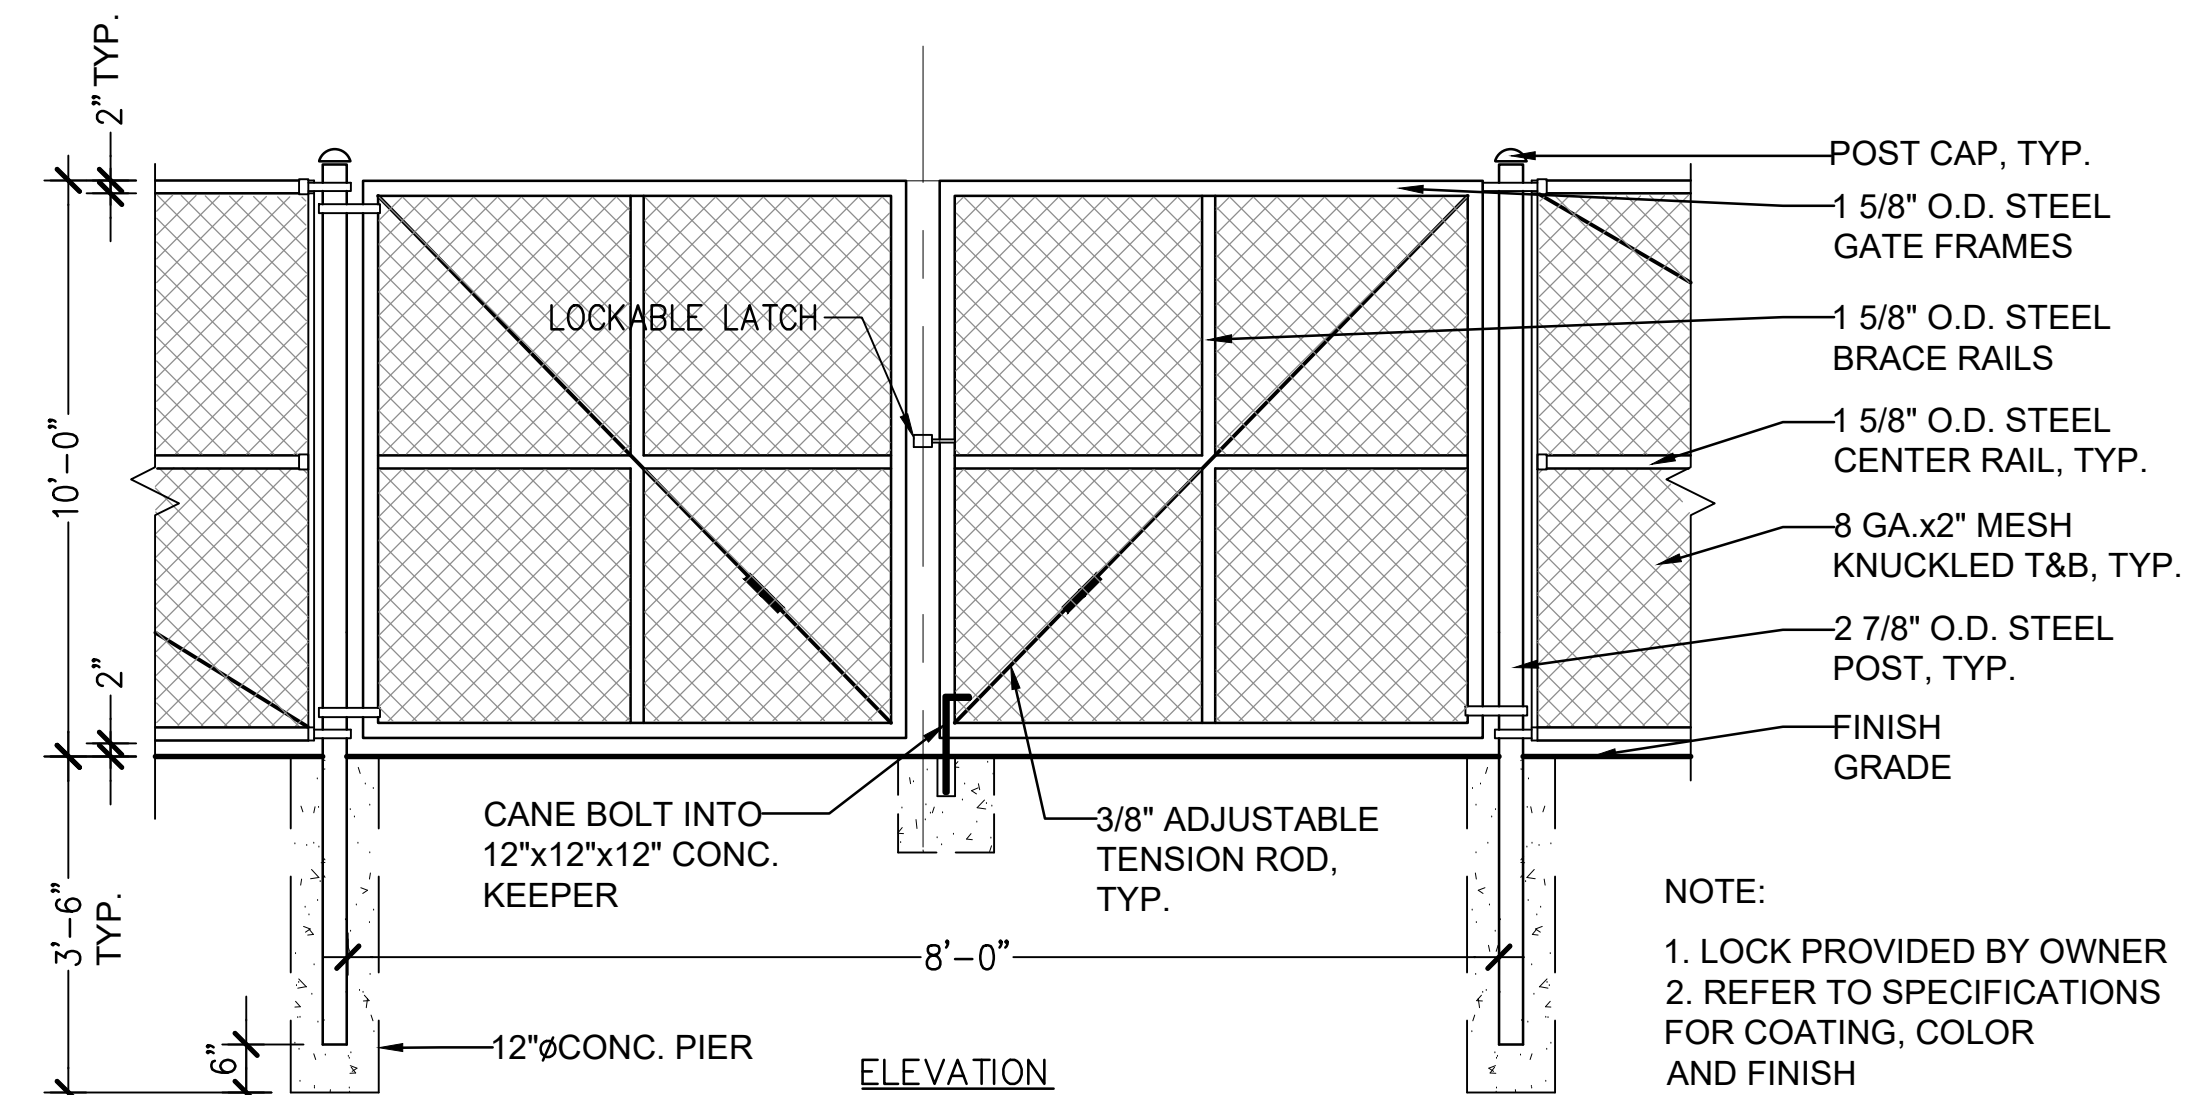 2” TYP.
10’–0”
2”
3’–6”
TYP.
6”
LOCKABLE LATCH
POST CAP, TYP.
1 5/8" O.D. STEEL
GATE FRAMES
1 5/8" O.D. STEEL
BRACE RAILS
1 5/8" O.D. STEEL
CENTER RAIL, TYP.
8 GA.x2" MESH
KNUCKLED T&B, TYP.
2 7/8" O.D. STEEL
POST, TYP.
FINISH
GRADE
CANE BOLT INTO
12"x12"x12" CONC.
KEEPER
3/8" ADJUSTABLE
TENSION ROD,
TYP.
8’–0”
12"øCONC. PIER
ELEVATION
NOTE:
1. LOCK PROVIDED BY OWNER
2. REFER TO SPECIFICATIONS
FOR COATING, COLOR
AND FINISH